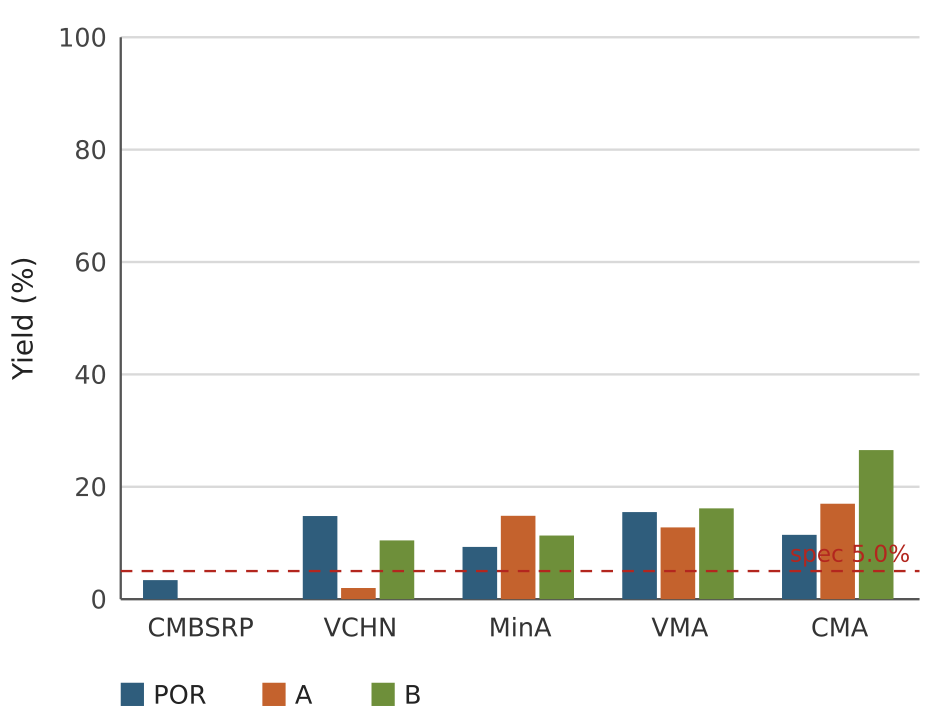 100
80
60
40
20
0
Yield (%)
spec 5.0%
CMBSRP VCHN MinA VMA CMA
POR A B